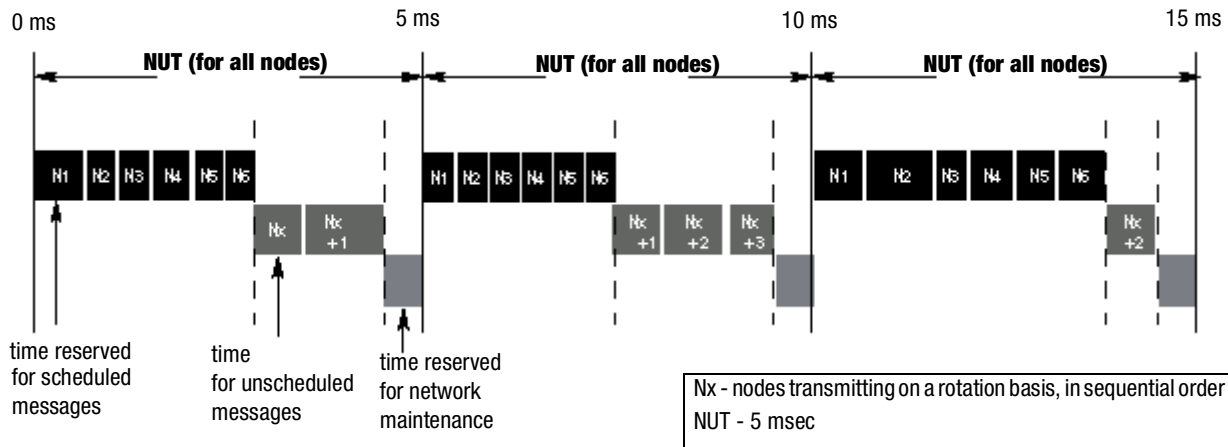 0 ms 5 ms 10 ms 15 ms
NUT (for all nodes) NUT (for all nodes) NUT (for all nodes)
N1 N2 N3 N4 N5 N6 N1 N2 N3 N4 N5 N6 N1 N2 N3 N4 N5 N6
Nx Nx Nx Nx Nx Nx
+1 +1 +2 +3 +2
time reserved
for scheduled
messages
time
for unscheduled
messages
time reserved
for network
maintenance
Nx - nodes transmitting on a rotation basis, in sequential order
NUT - 5 msec